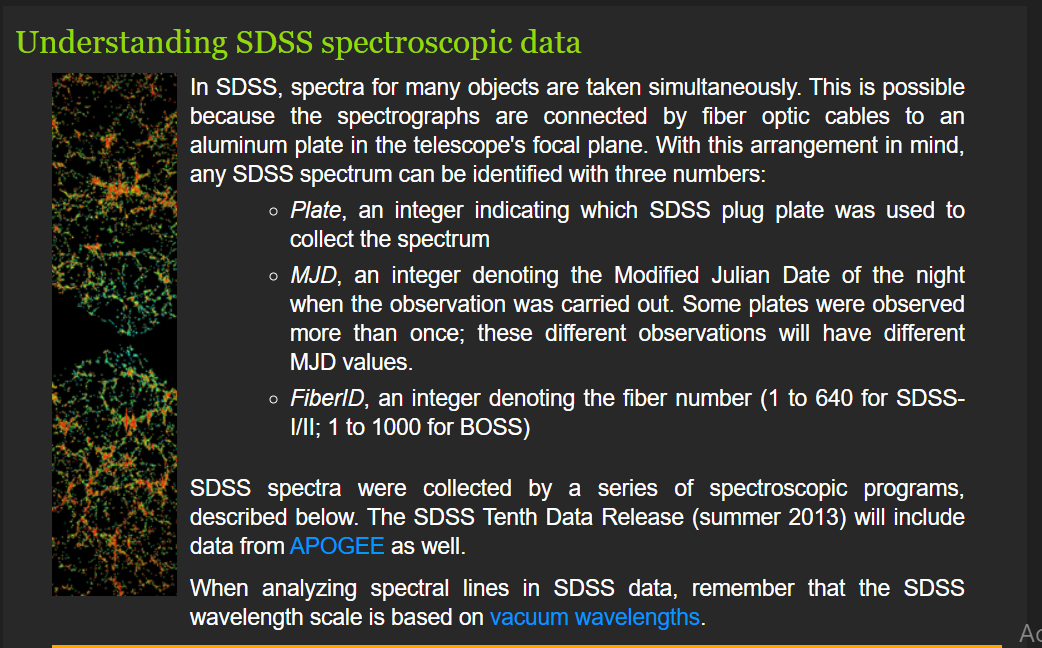 Understanding SDSS spectroscopic data
In SDSS, spectra for many objects are taken simultaneously. This is possible
because the spectrographs are connected by fiber optic cables to an
aluminum plate in the telescope's focal plane. With this arrangement in mind,
any SDSS spectrum can be identified with three numbers:
Plate, an integer indicating which SDSS plug plate was used to
collect the spectrum
MJD, an integer denoting the Modified Julian Date of the night
when the observation was carried out. Some plates were observed
more than once; these different observations will have different
MJD values.
FiberID, an integer denoting the fiber number (1 to 640 for SDSS-
I/II; 1 to 1000 for BOSS)
SDSS spectra were collected by a series of spectroscopic programs,
described below. The SDSS Tenth Data Release (summer 2013) will include
data from APOGEE as well.
When analyzing spectral lines in SDSS data, remember that the SDSS
wavelength scale is based on vacuum wavelengths.